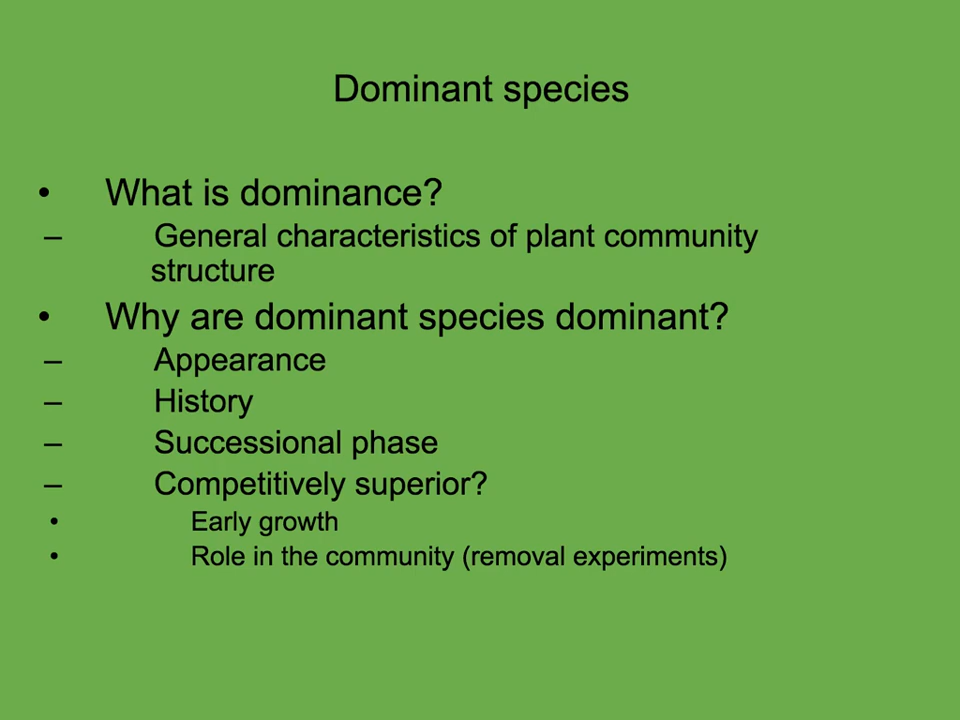 Dominant species
• What is dominance?
– General characteristics of plant community
structure
• Why are dominant species dominant?
– Appearance
– History
– Successional phase
– Competitively superior?
• Early growth
• Role in the community (removal experiments)